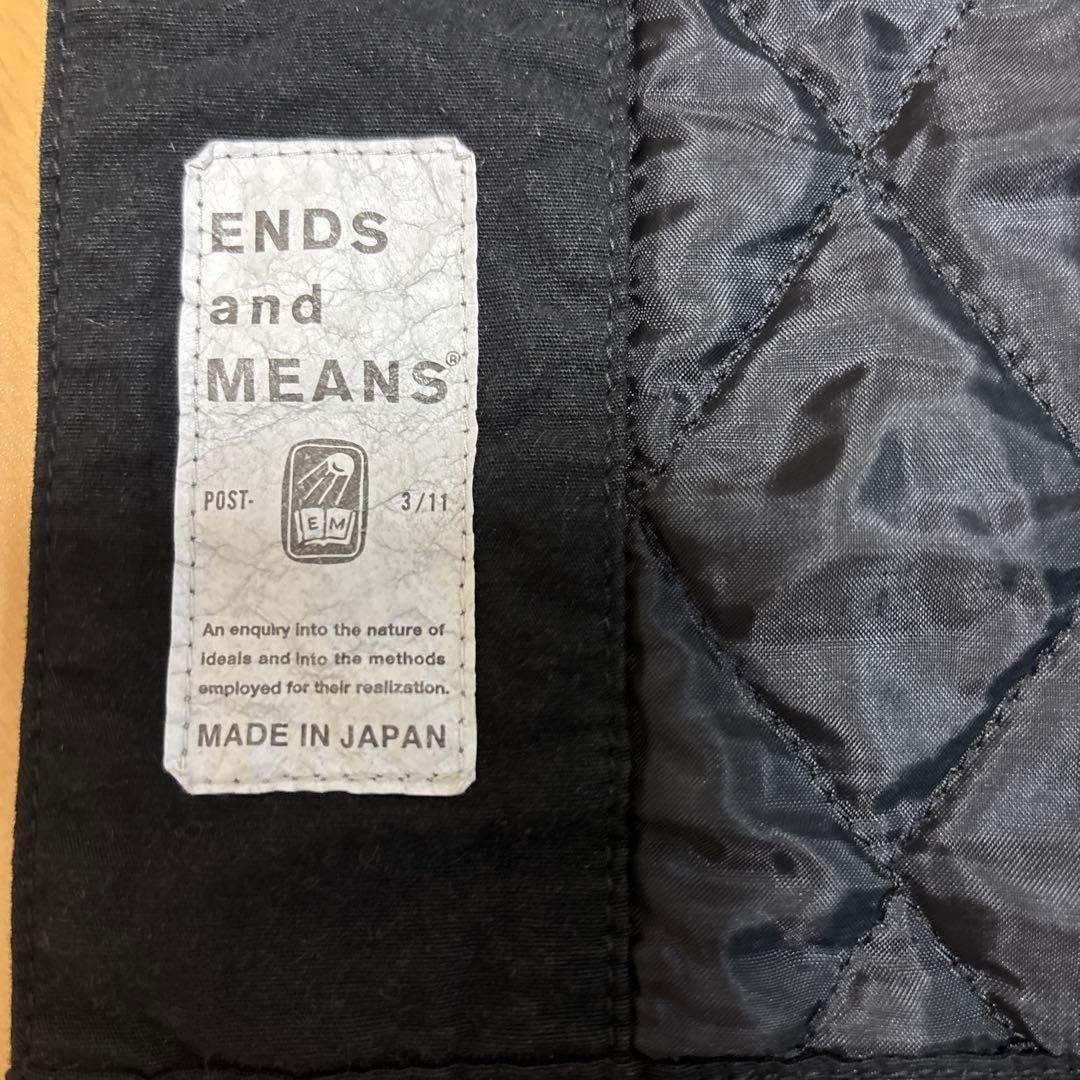 ENDS
and
MEANS®
POST- 3/11
E M
An enquiry into the nature of
ideals and into the methods
employed for their realization.
MADE IN JAPAN